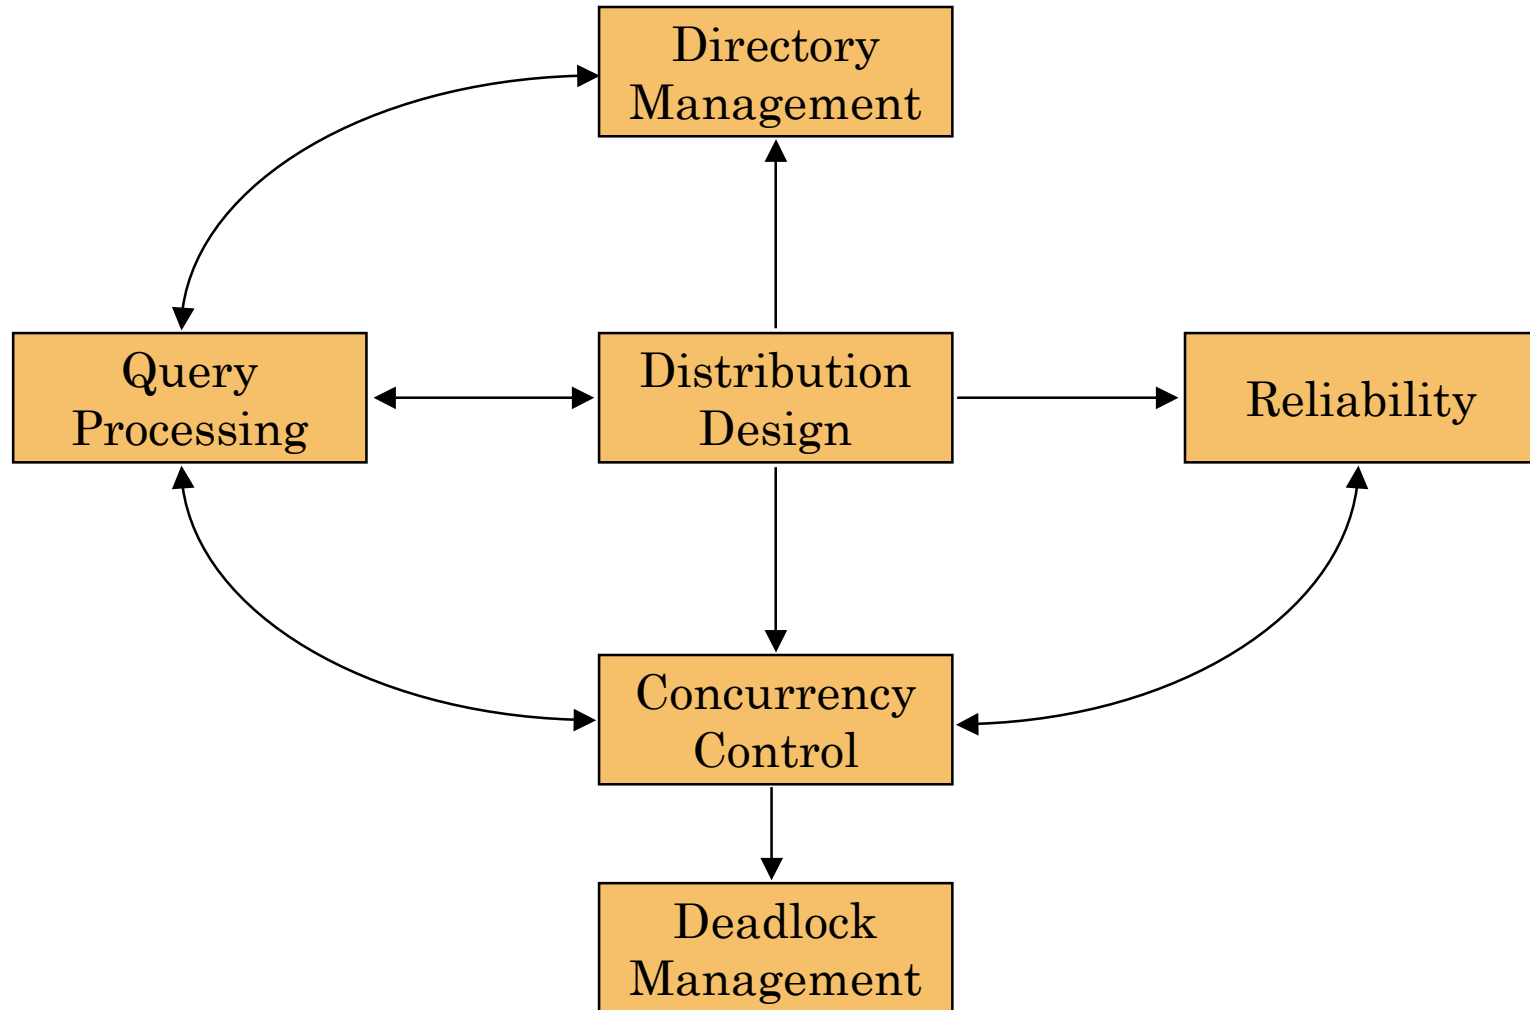 Directory
Management
Query
Processing
Distribution
Design
Reliability
Concurrency
Control
Deadlock
Management